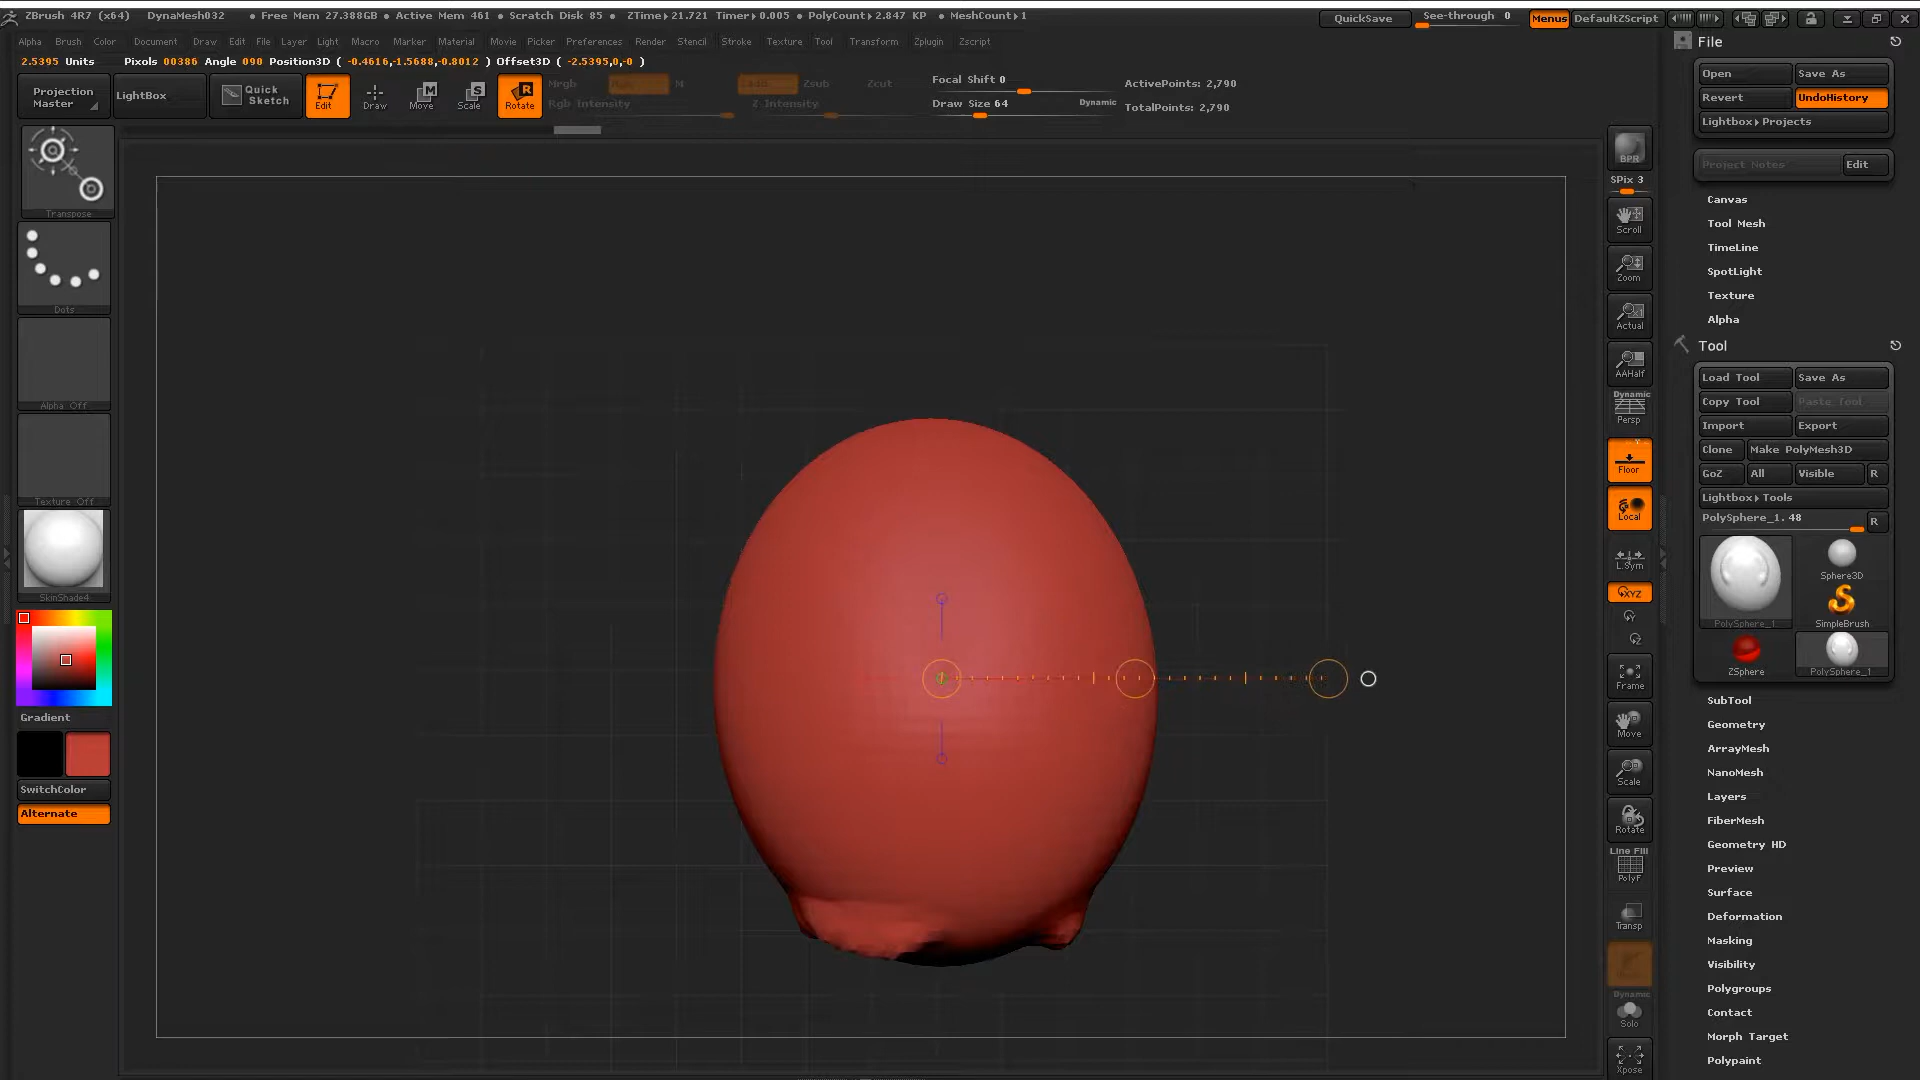 ZBrush 4R7 (x64) DynaMesh032 • Free Mem 27.388GB • Active Mem 461 • Scratch Disk 85 • ZTime▸21.721 Timer▸0.005 • PolyCount▸2.847 KP • MeshCount▸1 QuickSave See-through 0 Menus DefaultZScript
Alpha Brush Color Document Draw Edit File Layer Light Macro Marker Material Movie Picker Preferences Render Stencil Stroke Texture Tool Transform Zplugin Zscript
2.5395 Units Pixols 00386 Angle 090 Position3D ( -0.4616,-1.5688,-0.8012 ) Offset3D ( -2.5395,0,-0 )
Projection Master
LightBox
Quick Sketch
Edit
Draw
Move
Scale
Rotate
Mrgb M
Rgb Intensity
Zsub Zcut
Z Intensity
Focal Shift 0
Draw Size 64 Dynamic
ActivePoints: 2,790
TotalPoints: 2,790
Transpose
Dots
Alpha Off
Texture Off
SkinShade4
Gradient
SwitchColor
Alternate
BPR
SPix 3
Scroll
Zoom
Actual
AAHalf
Dynamic
Persp
Floor
Local
L.Sym
XYZ
Y
Z
Frame
Move
Scale
Rotate
Line Fill
PolyF
Transp
Dynamic
Solo
Xpose
File
Open Save As
Revert UndoHistory
Lightbox▸Projects
Project Notes Edit
Canvas
Tool Mesh
TimeLine
SpotLight
Texture
Alpha
Tool
Load Tool Save As
Copy Tool Paste Tool
Import Export
Clone Make PolyMesh3D
GoZ All Visible R
Lightbox▸Tools
PolySphere_1. 48 R
PolySphere_1
Sphere3D
SimpleBrush
ZSphere
PolySphere_1
SubTool
Geometry
ArrayMesh
NanoMesh
Layers
FiberMesh
Geometry HD
Preview
Surface
Deformation
Masking
Visibility
Polygroups
Contact
Morph Target
Polypaint